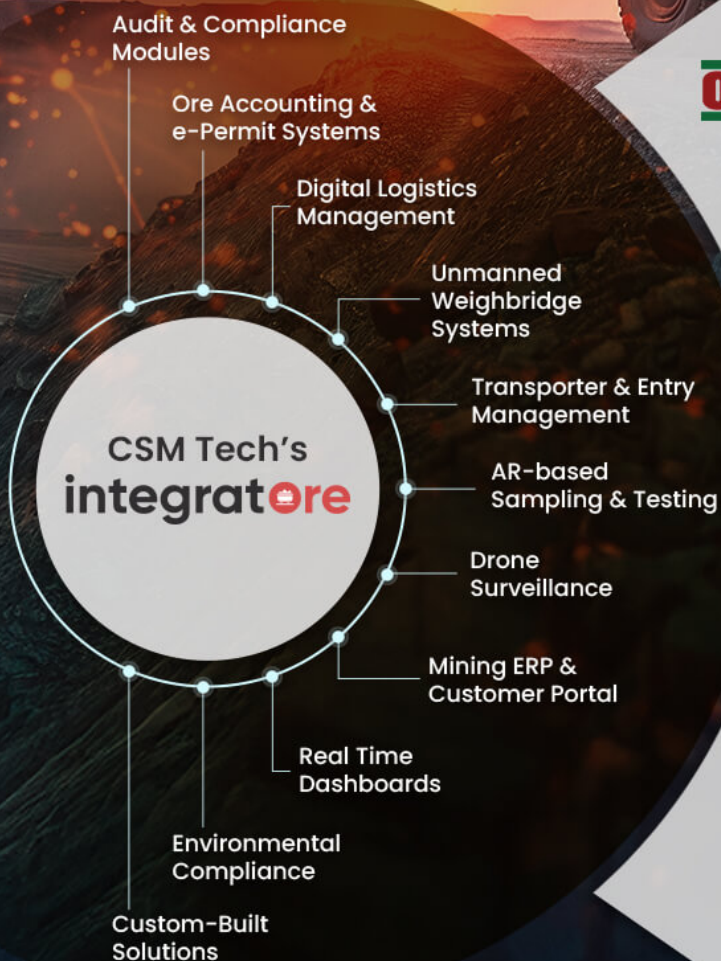 Audit & Compliance
Modules
Ore Accounting &
e-Permit Systems
Digital Logistics
Management
Unmanned
Weighbridge
Systems
Transporter & Entry
Management
AR-based
Sampling & Testing
CSM Tech's
integratOre
Drone
Surveillance
Mining ERP &
Customer Portal
Real Time
Dashboards
Environmental
Compliance
Custom-Built
Solutions